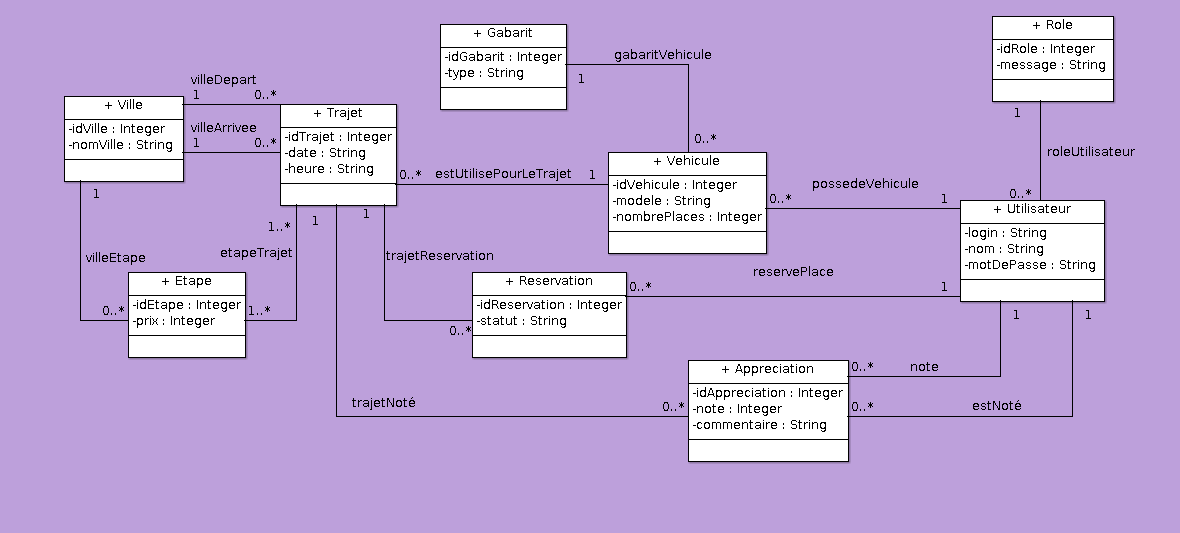 + Gabarit
-idGabarit : Integer
-type : String
gabaritVehicule
1
0..*
+ Role
-idRole : Integer
-message : String
1
roleUtilisateur
0..*
villeDepart
1
0..*
+ Ville
-idVille : Integer
-nomVille : String
villeArrivee
1
0..*
+ Trajet
-idTrajet : Integer
-date : String
-heure : String
0..*
estUtilisePourLeTrajet
1
+ Vehicule
-idVehicule : Integer
-modele : String
-nombrePlaces : Integer
0..*
possedeVehicule
1
+ Utilisateur
-login : String
-nom : String
-motDePasse : String
1
villeEtape
0..*
1..*
etapeTrajet
1..*
+ Etape
-idEtape : Integer
-prix : Integer
1
1
trajetReservation
0..*
+ Reservation
-idReservation : Integer
-statut : String
0..*
reservePlace
1
1
1
+ Appreciation
-idAppreciation : Integer
-note : Integer
-commentaire : String
0..*
note
0..*
estNoté
trajetNoté
0..*